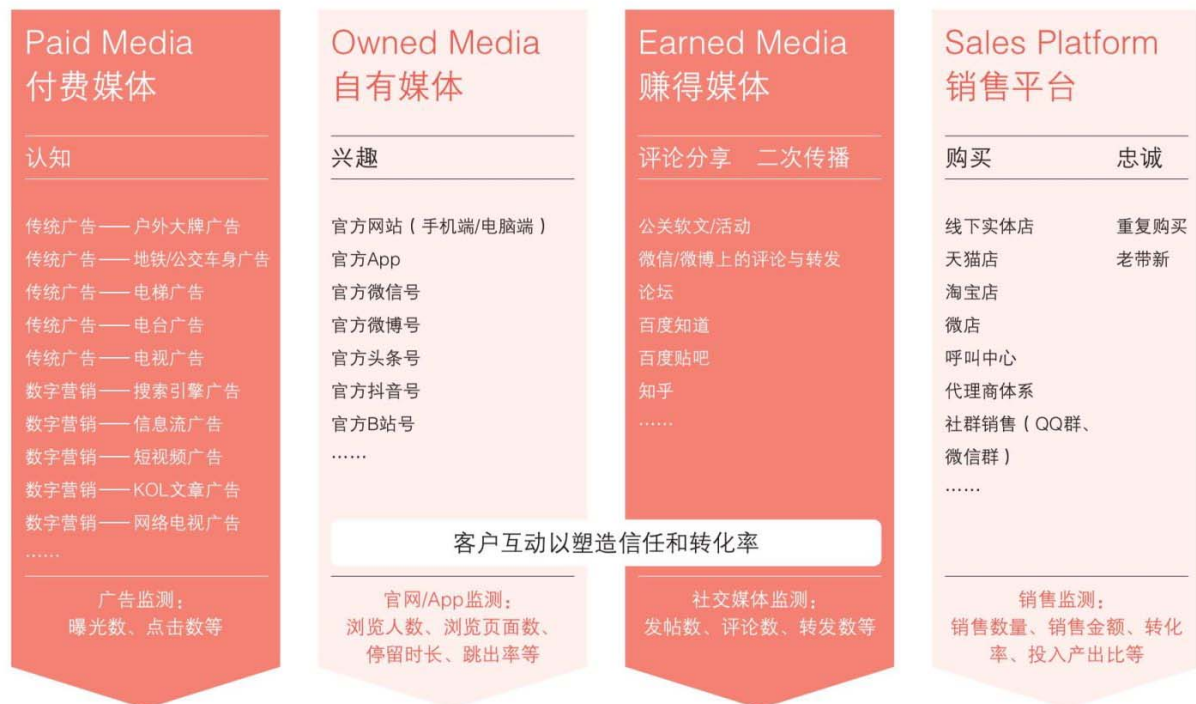 Paid Media
付费媒体
认知
传统广告——户外大牌广告
传统广告——地铁/公交车身广告
传统广告——电梯广告
传统广告——电台广告
传统广告——电视广告
数字营销——搜索引擎广告
数字营销——信息流广告
数字营销——短视频广告
数字营销——KOL文章广告
数字营销——网络电视广告
……
广告监测：
曝光数、点击数等
Owned Media
自有媒体
兴趣
官方网站（手机端/电脑端）
官方App
官方微信号
官方微博号
官方头条号
官方抖音号
官方B站号
……
官网/App监测：
浏览人数、浏览页面数、
停留时长、跳出率等
Earned Media
赚得媒体
评论分享 二次传播
公关软文/活动
微信/微博上的评论与转发
论坛
百度知道
百度贴吧
知乎
……
客户互动以塑造信任和转化率
社交媒体监测：
发帖数、评论数、转发数等
Sales Platform
销售平台
购买 忠诚
线下实体店 重复购买
天猫店 老带新
淘宝店
微店
呼叫中心
代理商体系
社群销售（QQ群、
微信群）
……
销售监测：
销售数量、销售金额、转化
率、投入产出比等